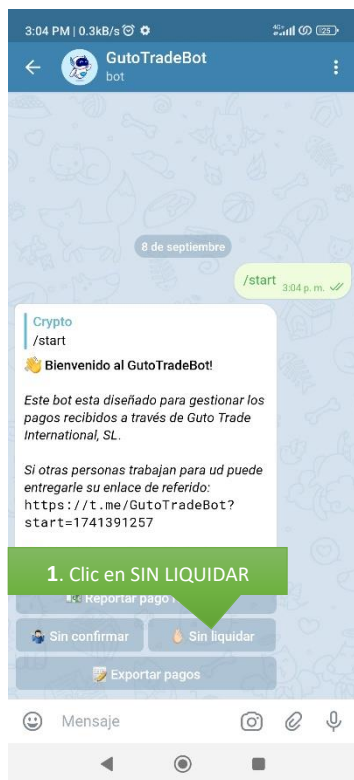 3:04 PM | 0.3kB/s
4G 25
GutoTradeBot
bot
8 de septiembre
/start 3:04 p. m.
Crypto
/start
Bienvenido al GutoTradeBot!
Este bot esta diseñado para gestionar los
pagos recibidos a través de Guto Trade
International, SL.
Si otras personas trabajan para ud puede
entregarle su enlace de referido:
https://t.me/GutoTradeBot?
start=1741391257
1. Clic en SIN LIQUIDAR
Reportar pago
Sin confirmar
Sin liquidar
Exportar pagos
Mensaje